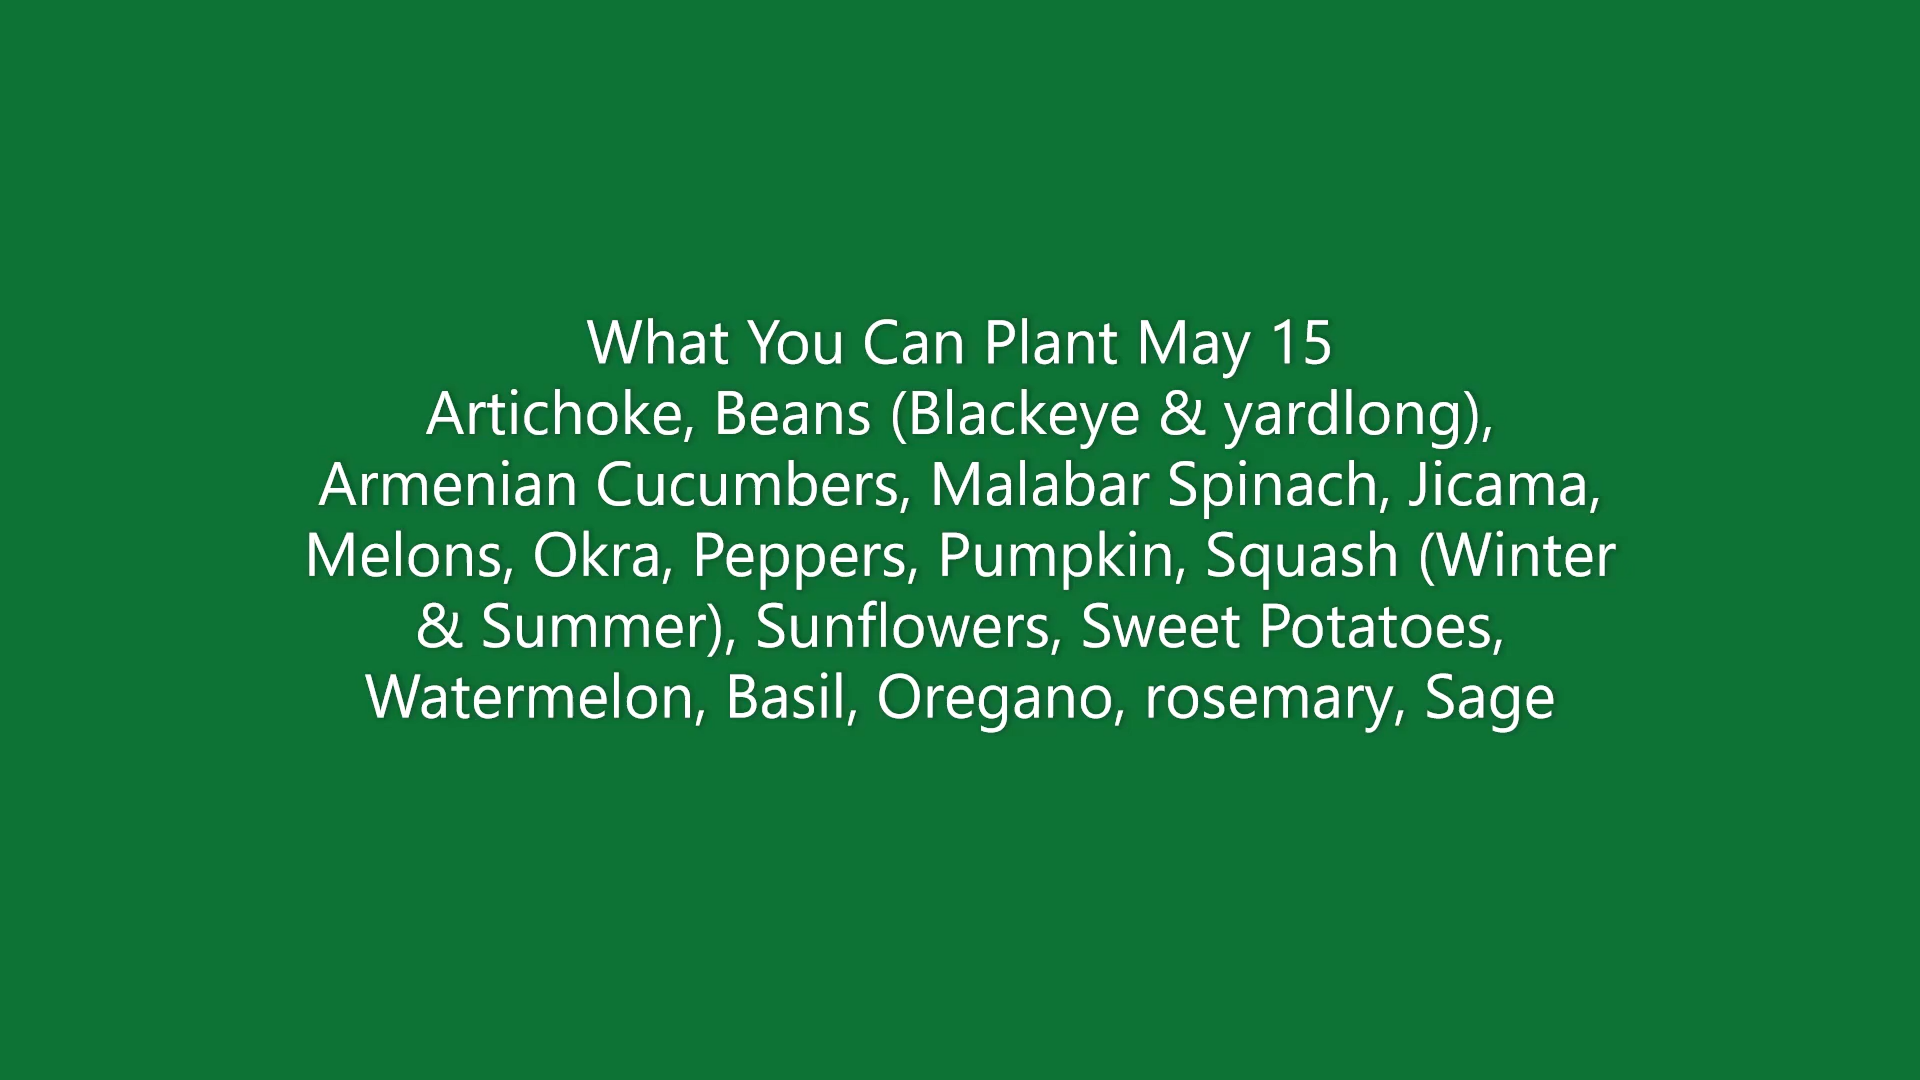 What You Can Plant May 15
Artichoke, Beans (Blackeye & yardlong),
Armenian Cucumbers, Malabar Spinach, Jicama,
Melons, Okra, Peppers, Pumpkin, Squash (Winter
& Summer), Sunflowers, Sweet Potatoes,
Watermelon, Basil, Oregano, rosemary, Sage